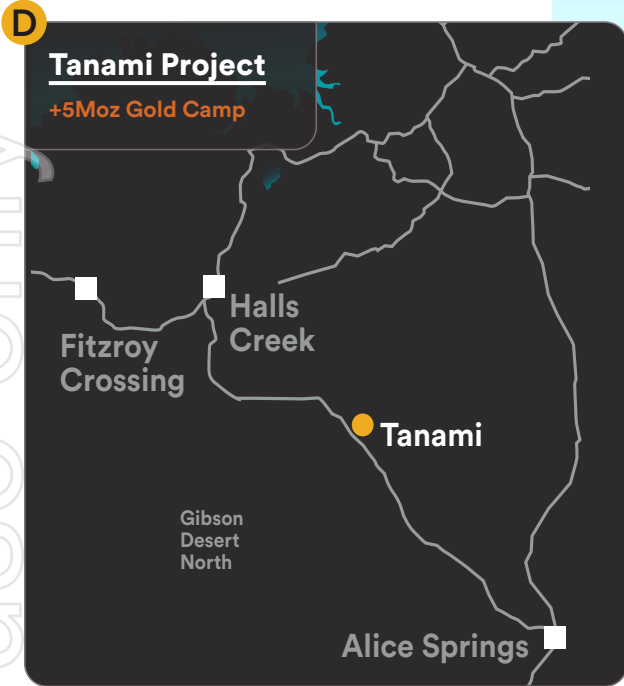 D
Tanami Project
+5Moz Gold Camp
Halls
Creek
Fitzroy
Crossing
Tanami
Gibson
Desert
North
Alice Springs